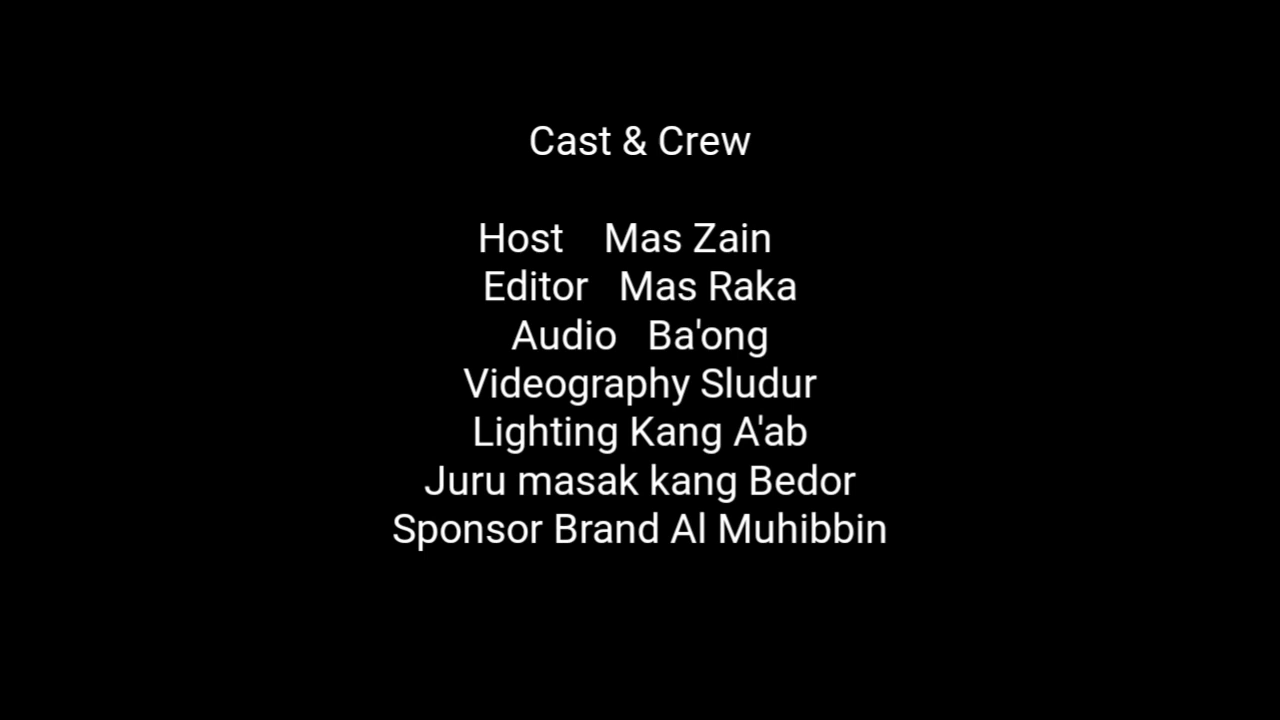 Cast & Crew
Host    Mas Zain
Editor   Mas Raka
Audio   Ba'ong
Videography Sludur
Lighting Kang A'ab
Juru masak kang Bedor
Sponsor Brand Al Muhibbin